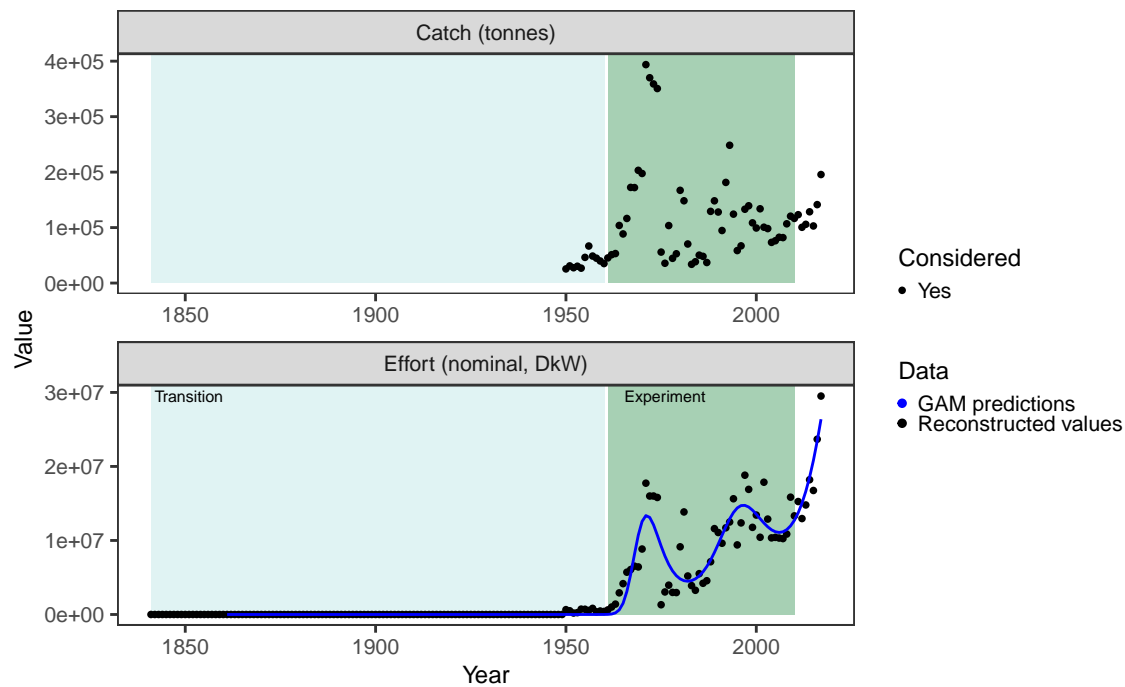 Catch (tonnes)
4e+05
3e+05
2e+05
1e+05
0e+00
1850 1900 1950 2000
Value
Effort (nominal, DkW)
Transition Experiment
3e+07
2e+07
1e+07
0e+00
1850 1900 1950 2000
Year
Considered
Yes
Data
GAM predictions
Reconstructed values